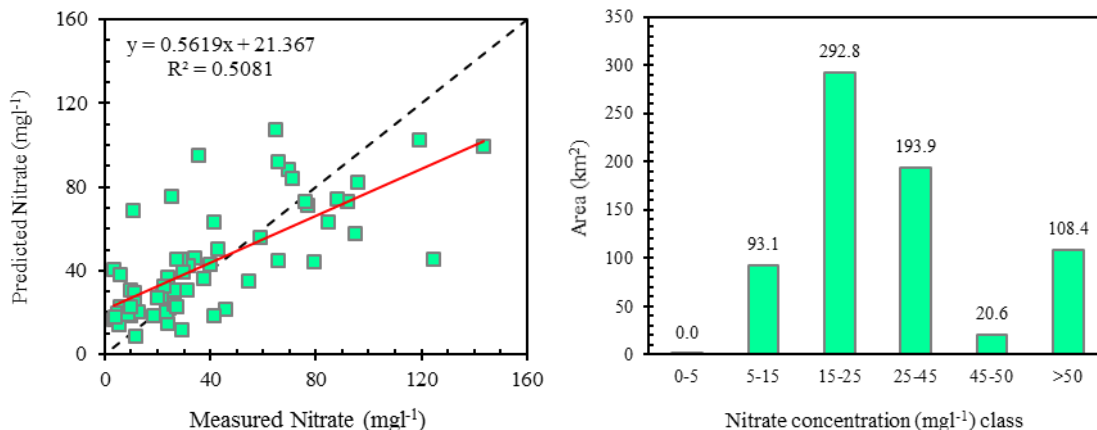 y = 0.5619x + 21.367
R² = 0.5081
Predicted Nitrate (mgl⁻¹)
160
120
80
40
0
0 40 80 120 160
Measured Nitrate (mgl⁻¹)
Area (km²)
350
300
250
200
150
100
50
0
0.0
93.1
292.8
193.9
20.6
108.4
0-5 5-15 15-25 25-45 45-50 >50
Nitrate concentration (mgl⁻¹) class